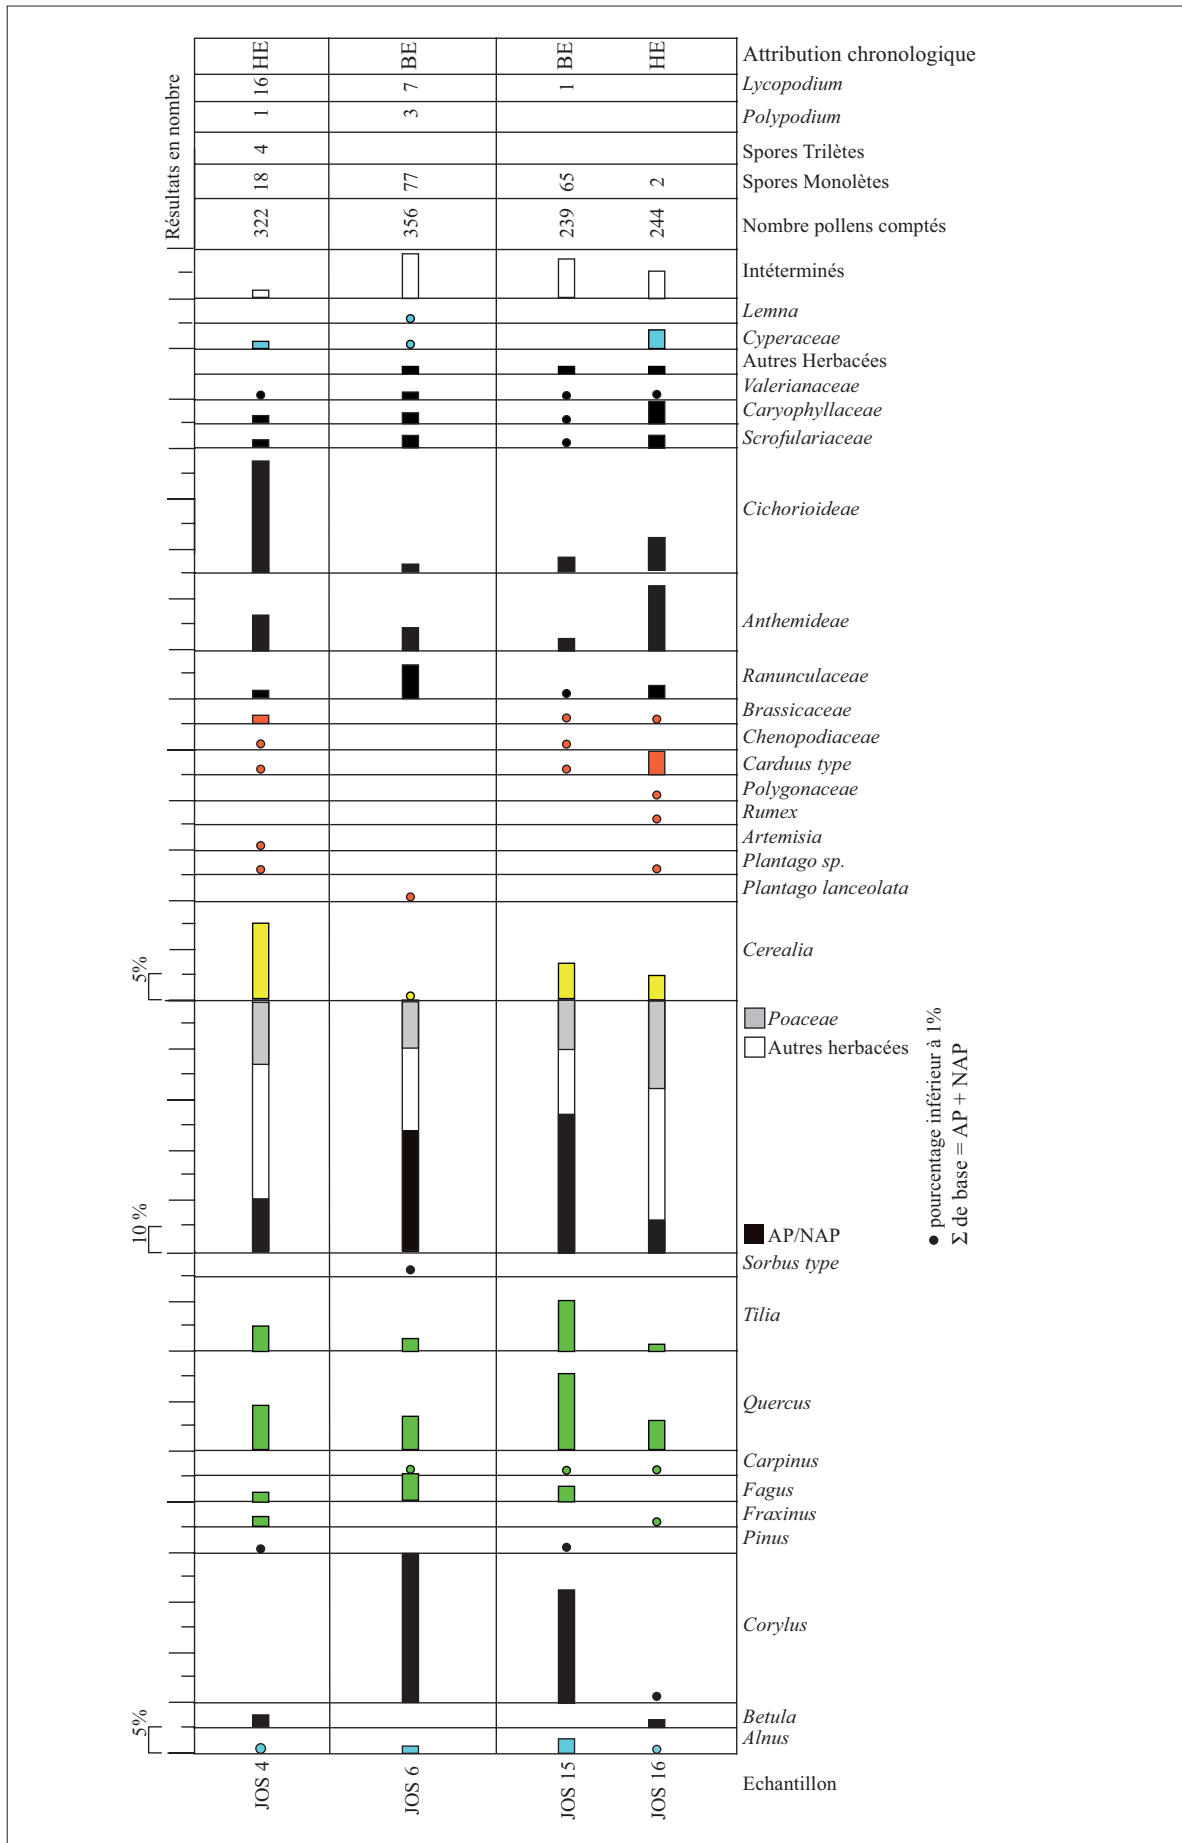 Résultats en nombre
HE BE BE HE Attribution chronologique
16 7 1 Lycopodium
1 3 Polypodium
4 Spores Trilètes
18 77 65 2 Spores Monolètes
322 356 239 244 Nombre pollens comptés
Intéterminés
Lemna
Cyperaceae
Autres Herbacées
Valerianaceae
Caryophyllaceae
Scrofulariaceae
Cichorioideae
Anthemideae
Ranunculaceae
Brassicaceae
Chenopodiaceae
Carduus type
Polygonaceae
Rumex
Artemisia
Plantago sp.
Plantago lanceolata
Cerealia
5%
Poaceae
Autres herbacées
● pourcentage inférieur à 1%
Σ de base = AP + NAP
10 %
AP/NAP
Sorbus type
Tilia
Quercus
Carpinus
Fagus
Fraxinus
Pinus
Corylus
Betula
5%
Alnus
JOS 4 JOS 6 JOS 15 JOS 16 Echantillon